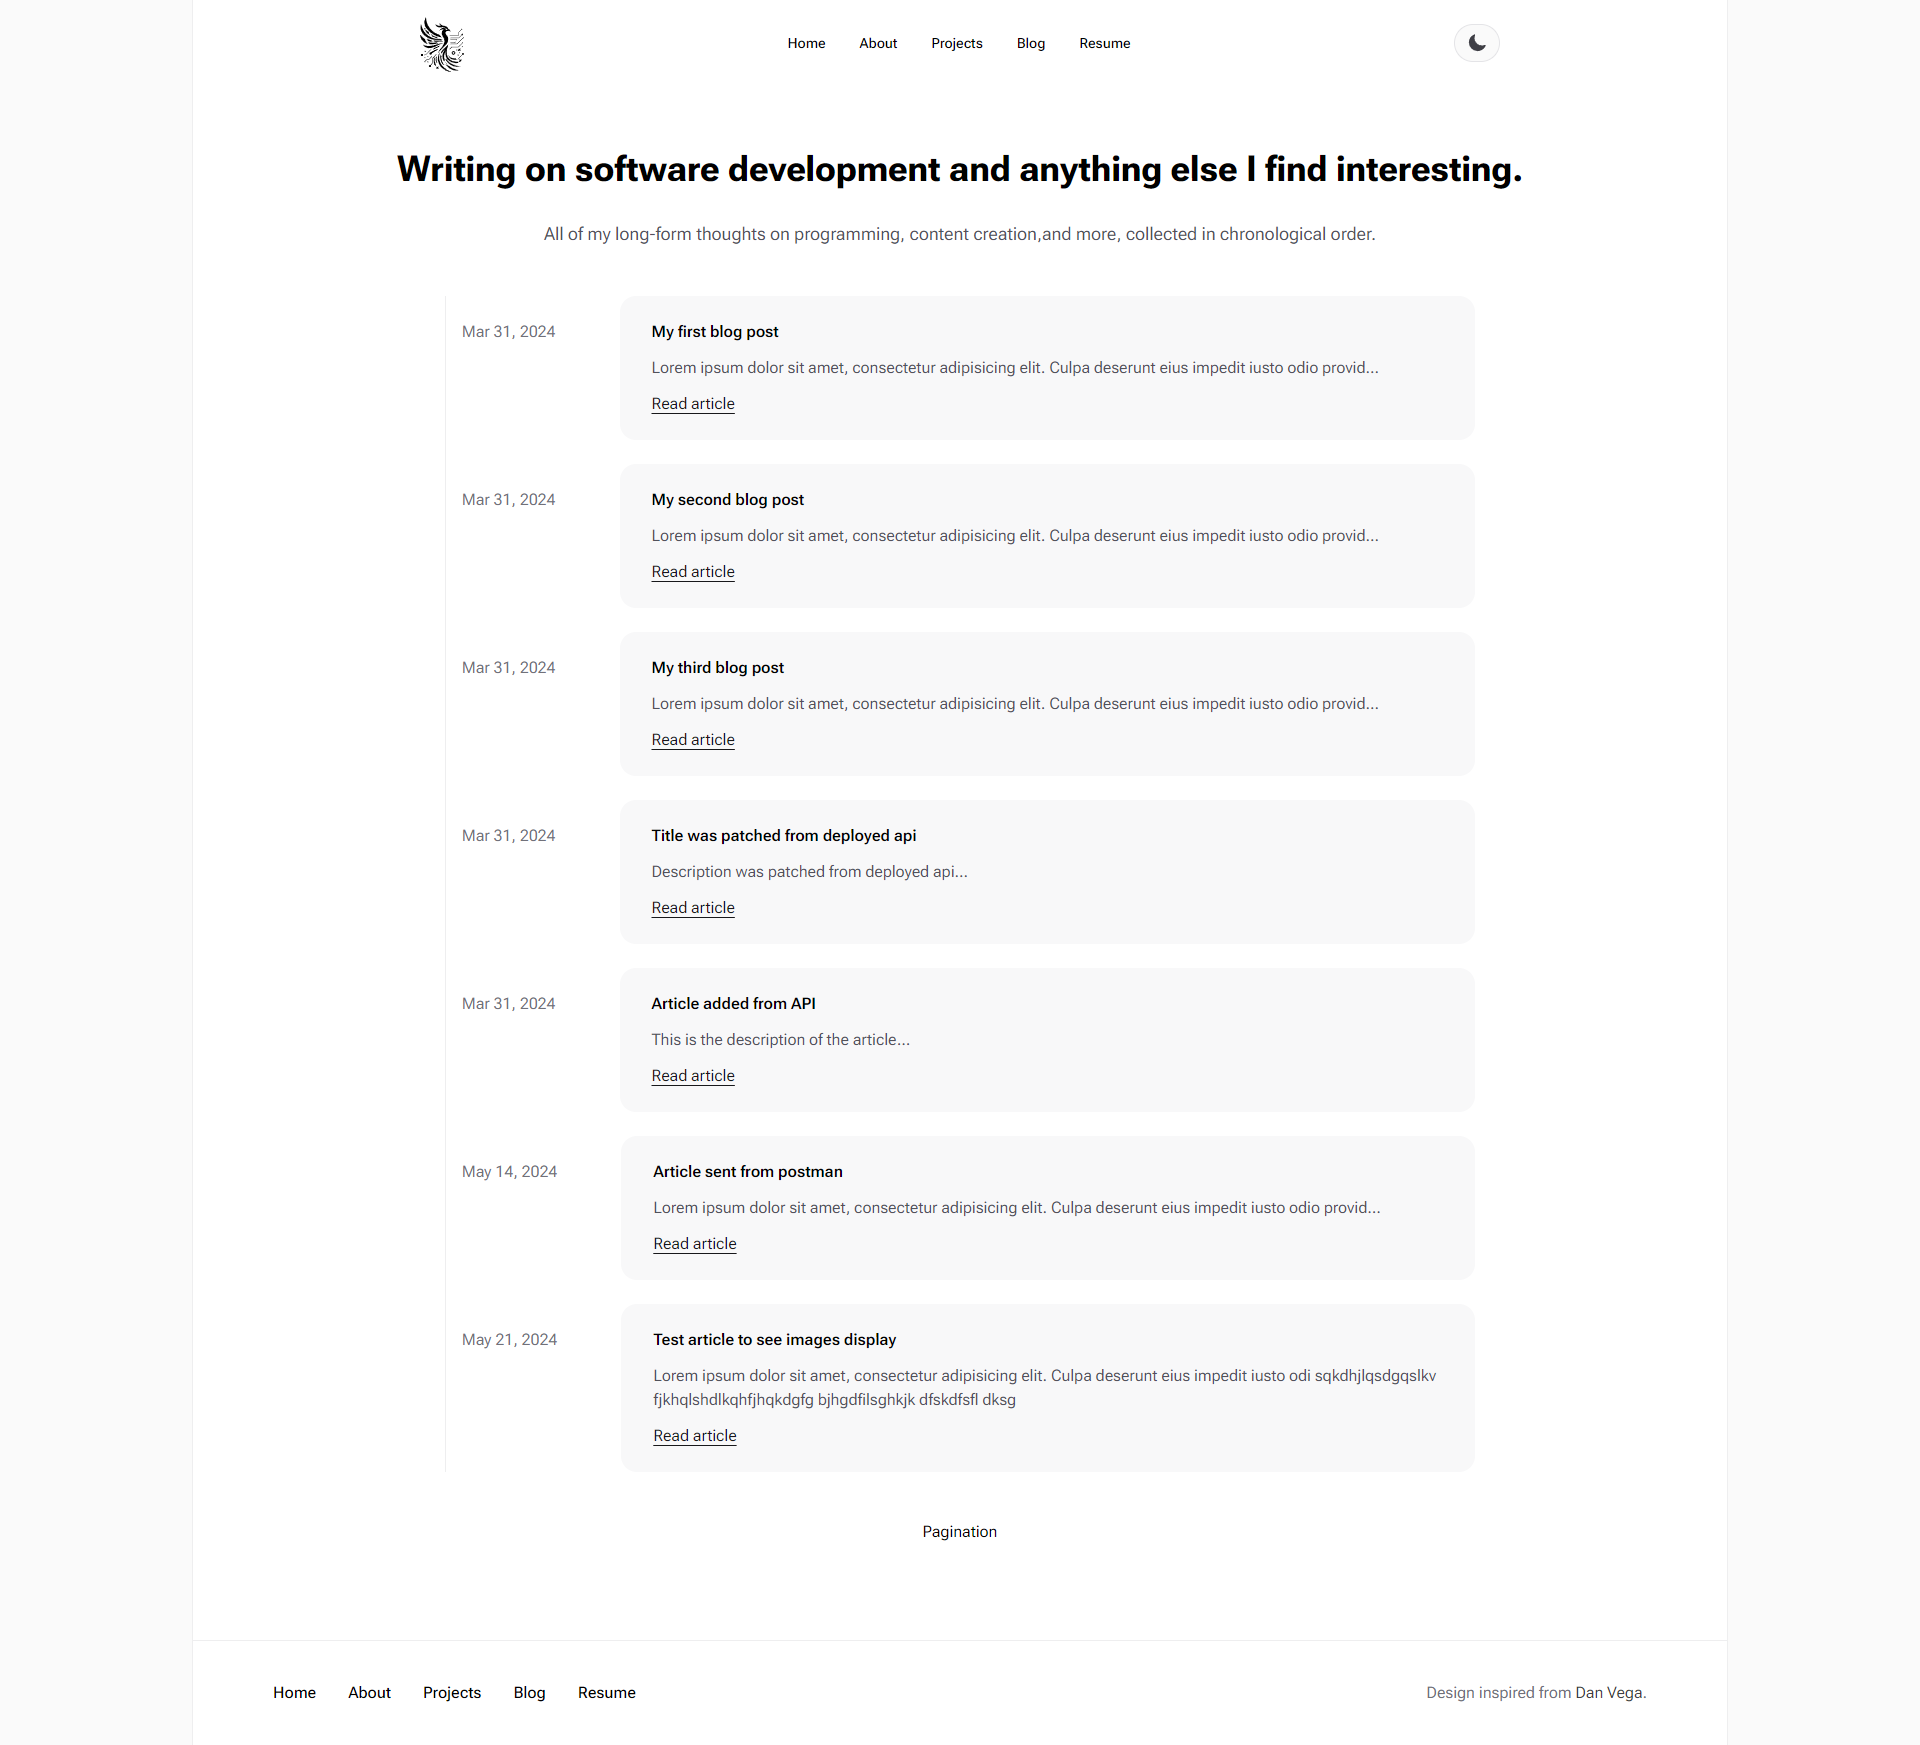 Home About Projects Blog Resume
Writing on software development and anything else I find interesting.
All of my long-form thoughts on programming, content creation,and more, collected in chronological order.
Mar 31, 2024
My first blog post
Lorem ipsum dolor sit amet, consectetur adipisicing elit. Culpa deserunt eius impedit iusto odio provid...
Read article
Mar 31, 2024
My second blog post
Lorem ipsum dolor sit amet, consectetur adipisicing elit. Culpa deserunt eius impedit iusto odio provid...
Read article
Mar 31, 2024
My third blog post
Lorem ipsum dolor sit amet, consectetur adipisicing elit. Culpa deserunt eius impedit iusto odio provid...
Read article
Mar 31, 2024
Title was patched from deployed api
Description was patched from deployed api...
Read article
Mar 31, 2024
Article added from API
This is the description of the article...
Read article
May 14, 2024
Article sent from postman
Lorem ipsum dolor sit amet, consectetur adipisicing elit. Culpa deserunt eius impedit iusto odio provid...
Read article
May 21, 2024
Test article to see images display
Lorem ipsum dolor sit amet, consectetur adipisicing elit. Culpa deserunt eius impedit iusto odi sqkdhjlqsdgqslkv
fjkhqlshdlkqhfjhqkdgfg bjhgdfilsghkjk dfskdfsfl dksg
Read article
Pagination
Home About Projects Blog Resume
Design inspired from Dan Vega.